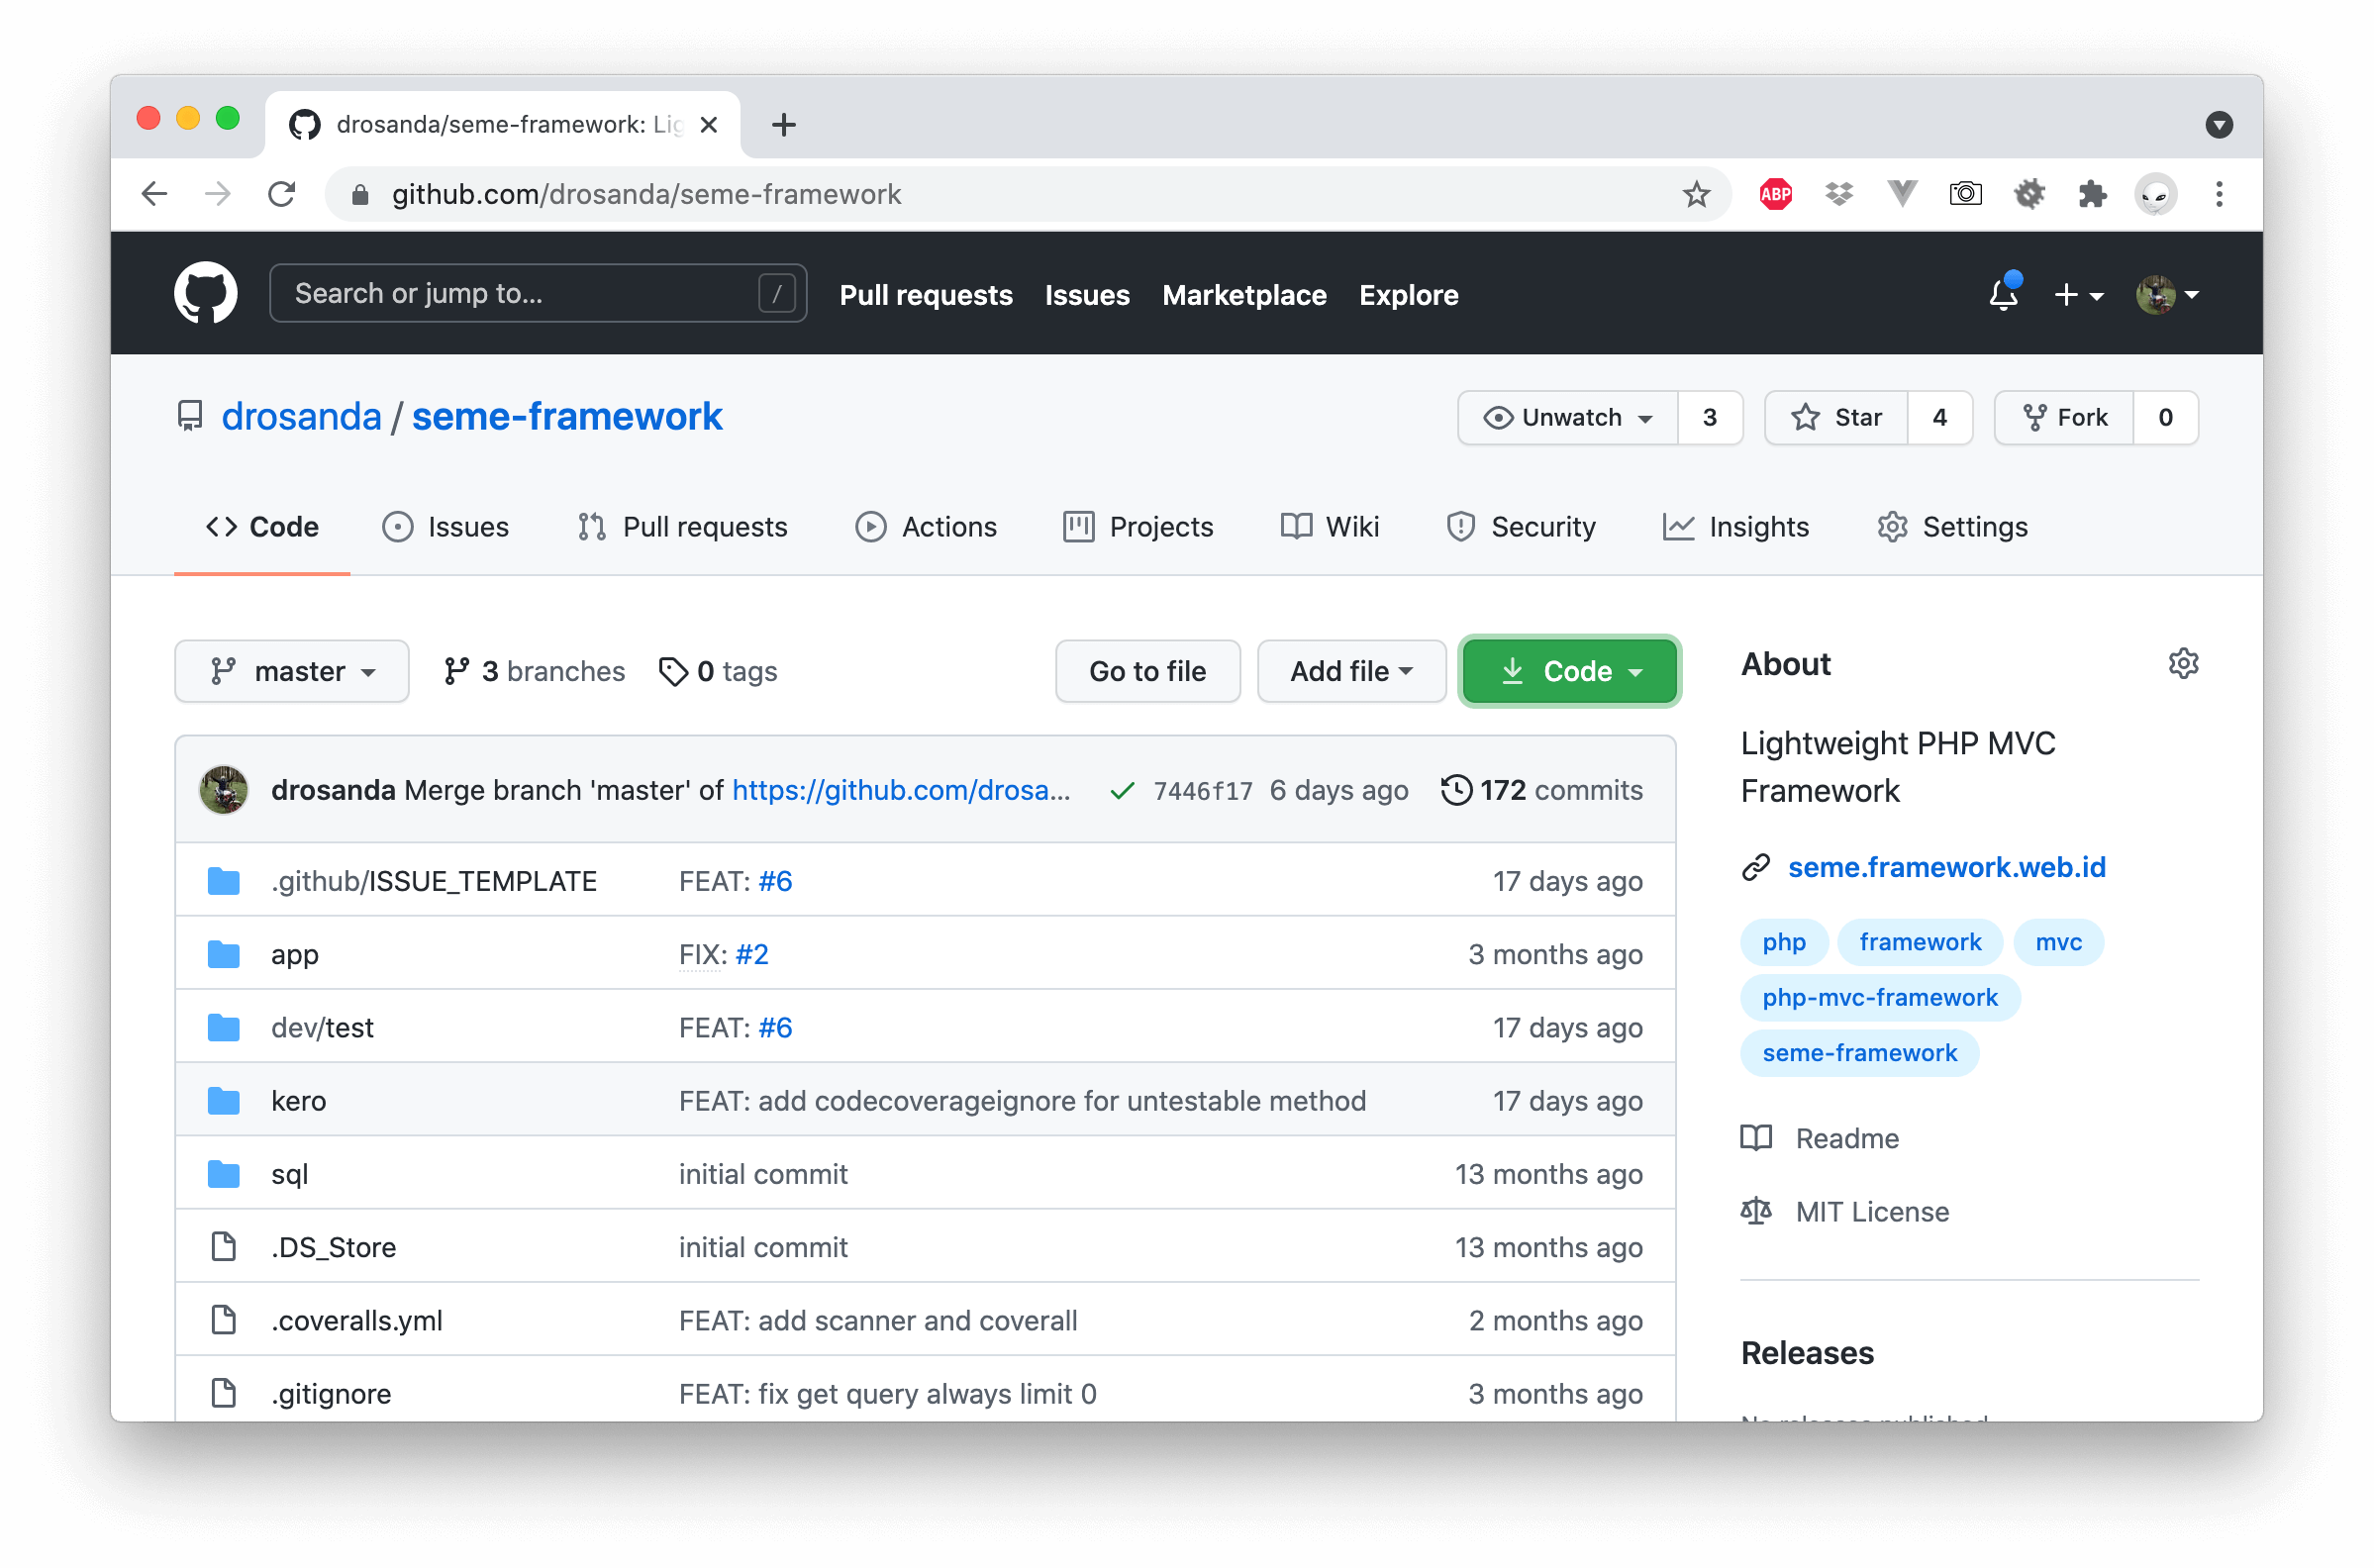 drosanda/seme-framework: Lig
github.com/drosanda/seme-framework
ABP
Search or jump to... /
Pull requests Issues Marketplace Explore
drosanda / seme-framework
Unwatch 3 Star 4 Fork 0
Code Issues Pull requests Actions Projects Wiki Security Insights Settings
master 3 branches 0 tags Go to file Add file Code
drosanda Merge branch 'master' of https://github.com/drosa... 7446f17 6 days ago 172 commits
.github/ISSUE_TEMPLATE FEAT: #6 17 days ago
app FIX: #2 3 months ago
dev/test FEAT: #6 17 days ago
kero FEAT: add codecoverageignore for untestable method 17 days ago
sql initial commit 13 months ago
.DS_Store initial commit 13 months ago
.coveralls.yml FEAT: add scanner and coverall 2 months ago
.gitignore FEAT: fix get query always limit 0 3 months ago
About
Lightweight PHP MVC
Framework
seme.framework.web.id
php framework mvc
php-mvc-framework
seme-framework
Readme
MIT License
Releases
No releases published